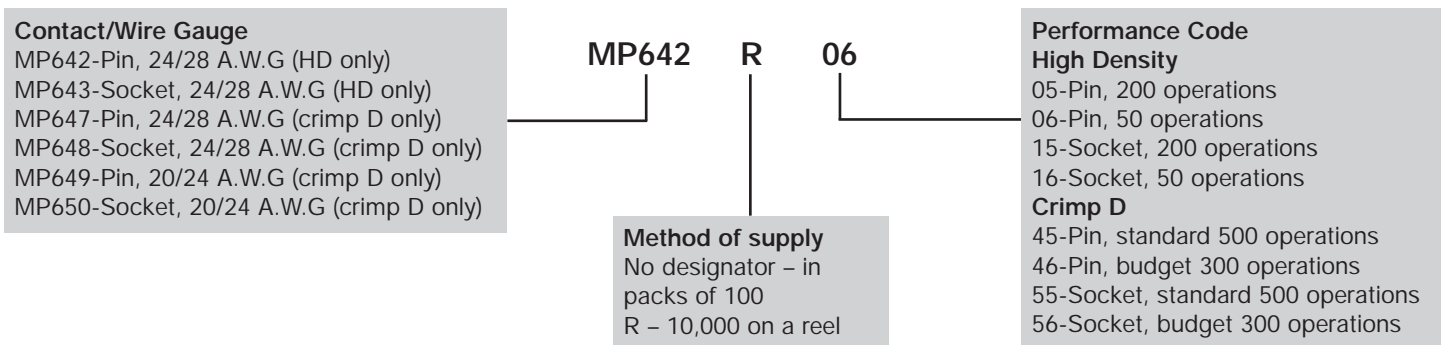 Contact/Wire Gauge
MP642-Pin, 24/28 A.W.G (HD only)
MP643-Socket, 24/28 A.W.G (HD only)
MP647-Pin, 24/28 A.W.G (crimp D only)
MP648-Socket, 24/28 A.W.G (crimp D only)
MP649-Pin, 20/24 A.W.G (crimp D only)
MP650-Socket, 20/24 A.W.G (crimp D only)
MP642 R 06
Method of supply
No designator – in
packs of 100
R – 10,000 on a reel
Performance Code
High Density
05-Pin, 200 operations
06-Pin, 50 operations
15-Socket, 200 operations
16-Socket, 50 operations
Crimp D
45-Pin, standard 500 operations
46-Pin, budget 300 operations
55-Socket, standard 500 operations
56-Socket, budget 300 operations